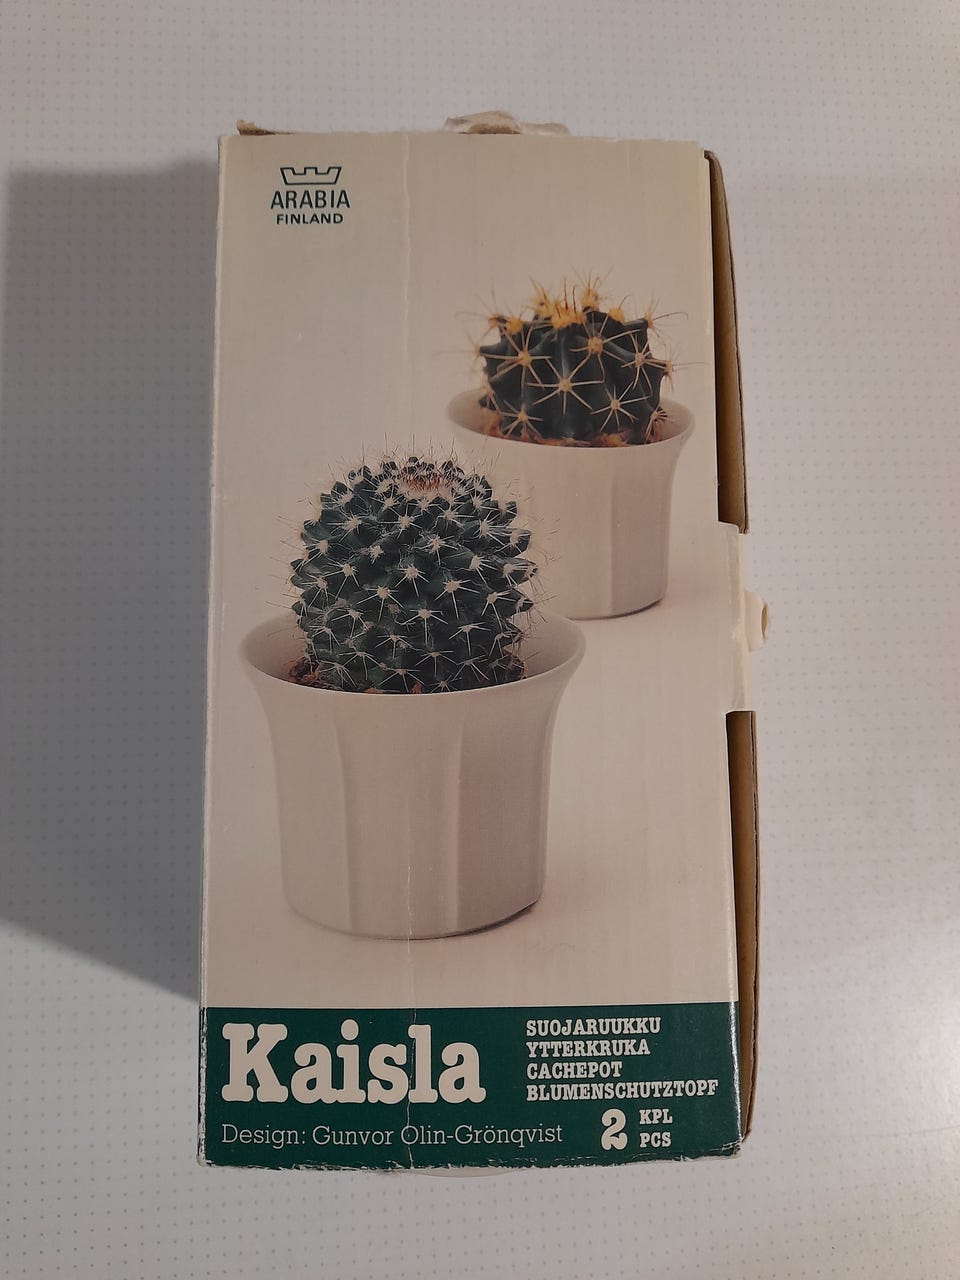 ARABIA
FINLAND
Kaisla
Design: Gunvor Olin-Grönqvist
SUOJARUUKKU
YTTERKRUKA
CACHEPOT
BLUMENSCHUTZTOPF
2 KPL
PCS